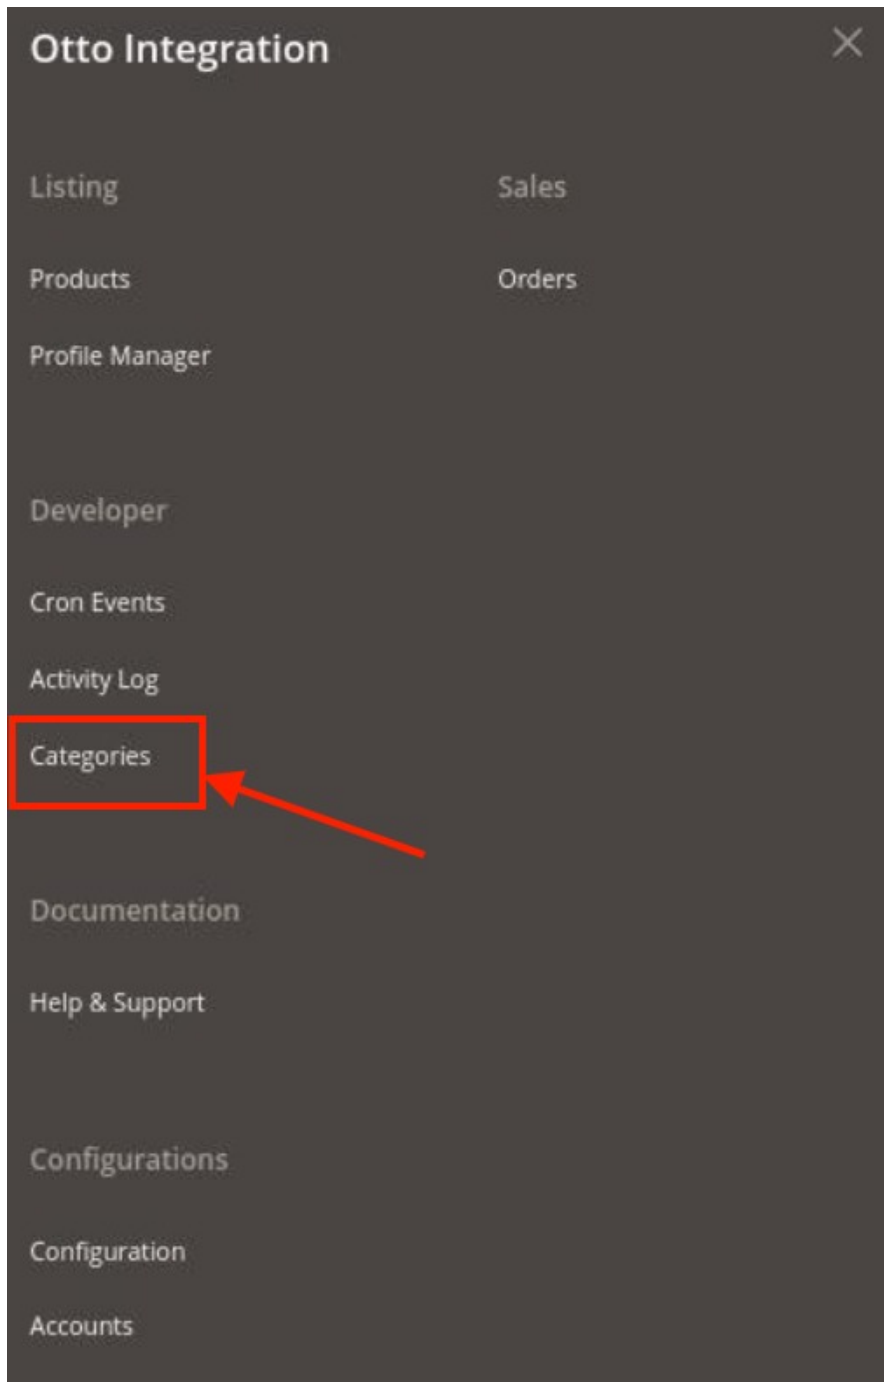 Otto Integration
Listing
Products
Profile Manager
Sales
Orders
Developer
Cron Events
Activity Log
Categories
Documentation
Help & Support
Configurations
Configuration
Accounts